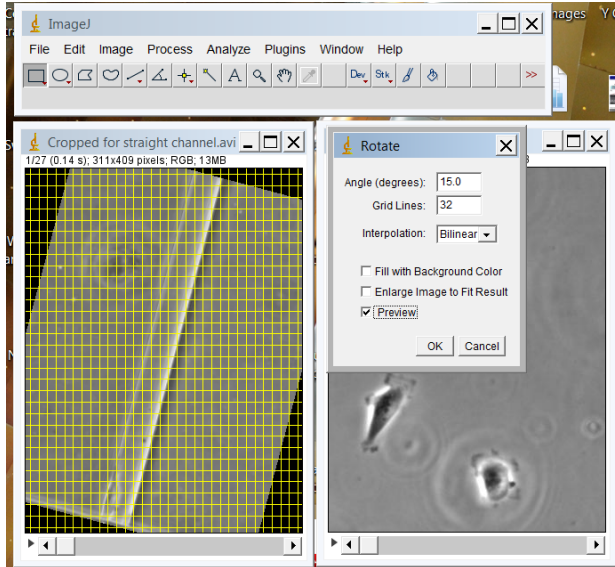 ImageJ
File Edit Image Process Analyze Plugins Window Help
A Dev. Stk. >>
Cropped for straight channel.avi
1/27 (0.14 s); 311x409 pixels; RGB; 13MB
Rotate
Angle (degrees): 15.0
Grid Lines: 32
Interpolation: Bilinear
Fill with Background Color
Enlarge Image to Fit Result
Preview
OK Cancel